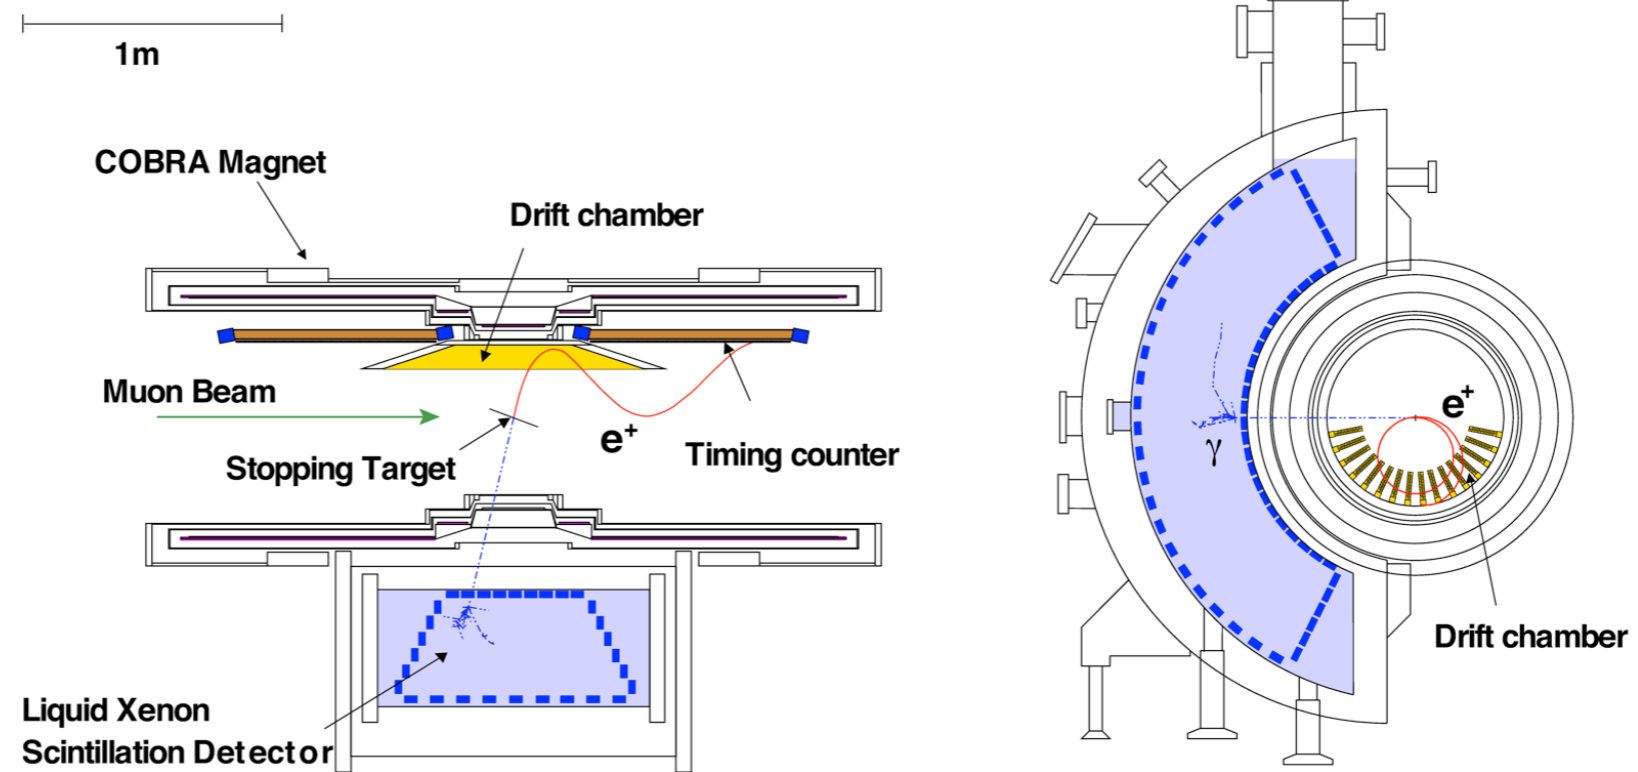 1m
COBRA Magnet
Drift chamber
Muon Beam
e+
Stopping Target
Timing counter
Liquid Xenon
Scintillation Detector
γ
e+
Drift chamber